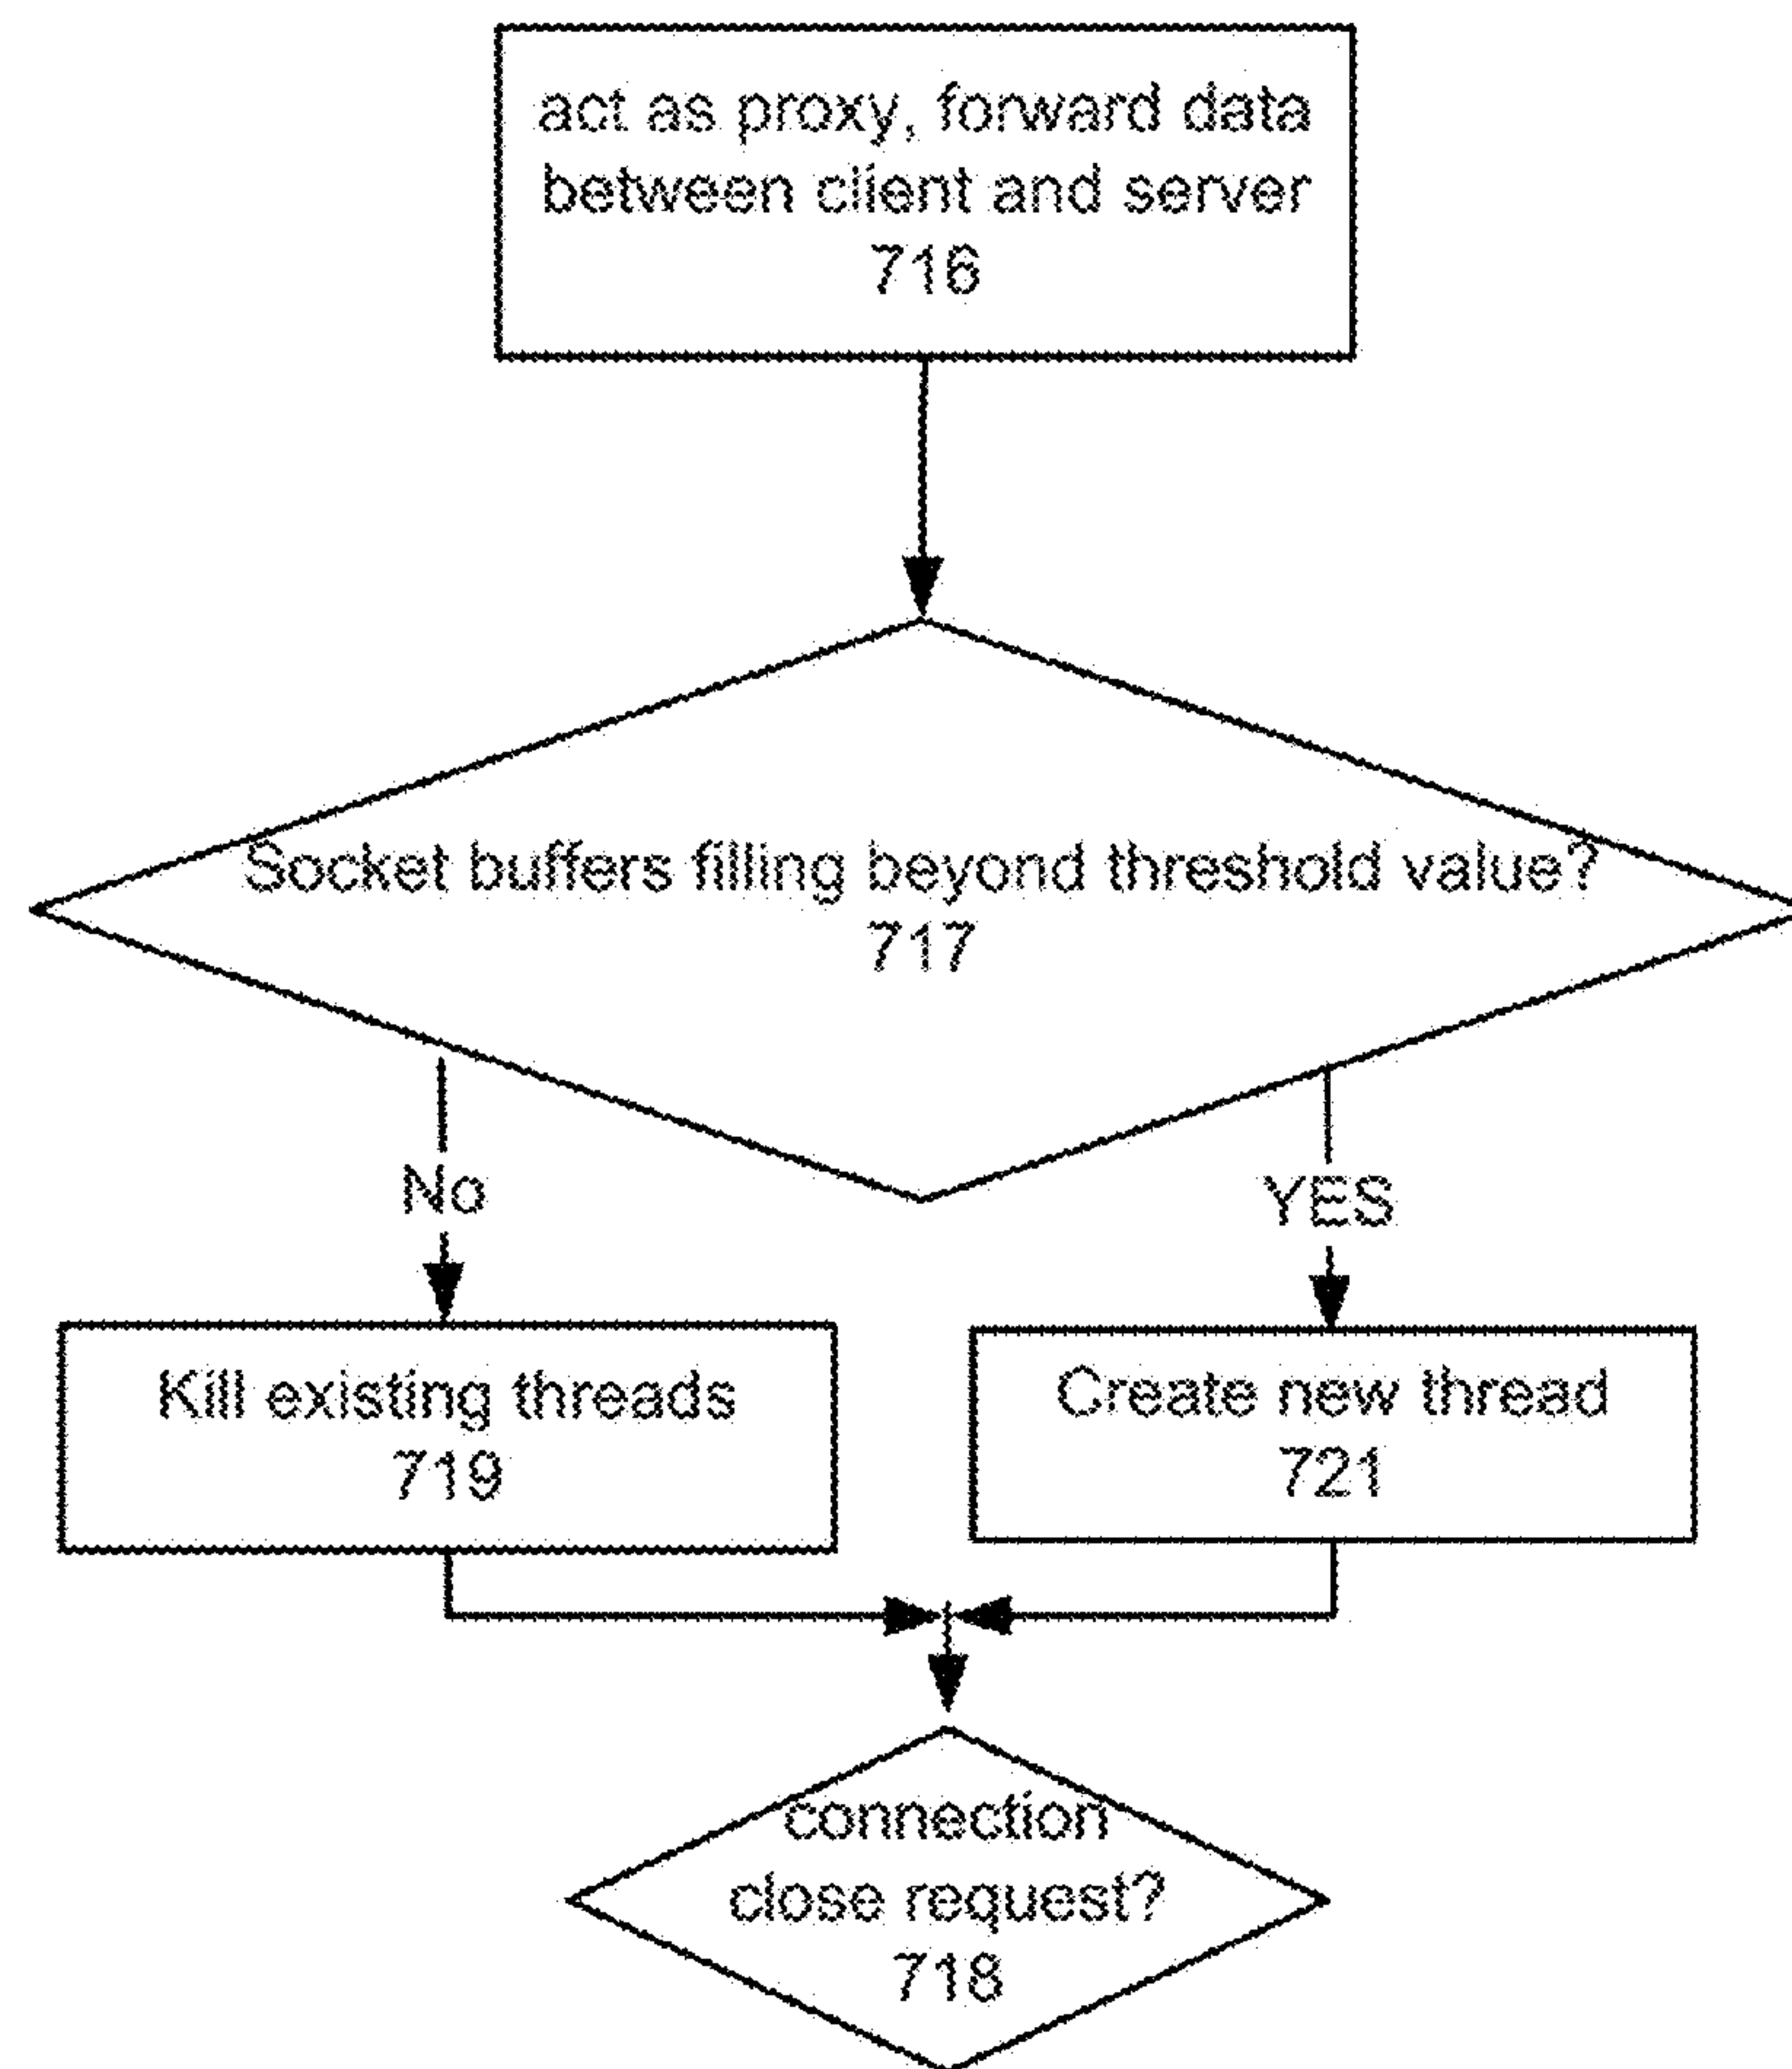 act as proxy, forward data
between client and server
716
Socket buffers filling beyond threshold value?
717
No
YES
Kill existing threads
719
Create new thread
721
connection
close request?
718